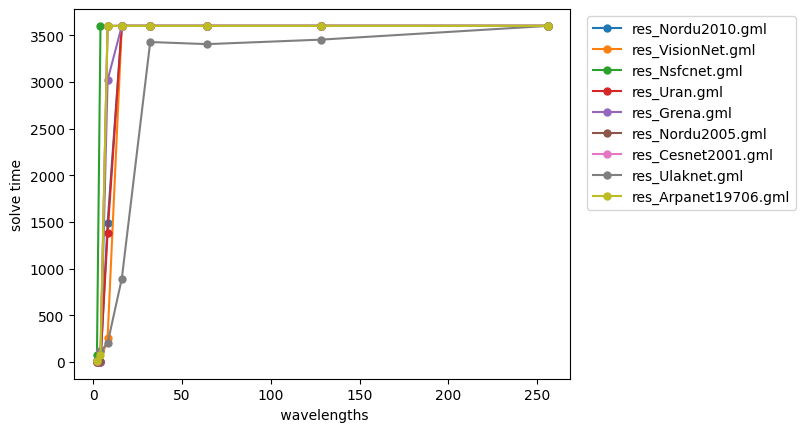 3500
3000
2500
2000
1500
1000
500
0
solve time
0
50
100
150
200
250
wavelengths
res_Nordu2010.gml
res_VisionNet.gml
res_Nsfcnet.gml
res_Uran.gml
res_Grena.gml
res_Nordu2005.gml
res_Cesnet2001.gml
res_Ulaknet.gml
res_Arpanet19706.gml